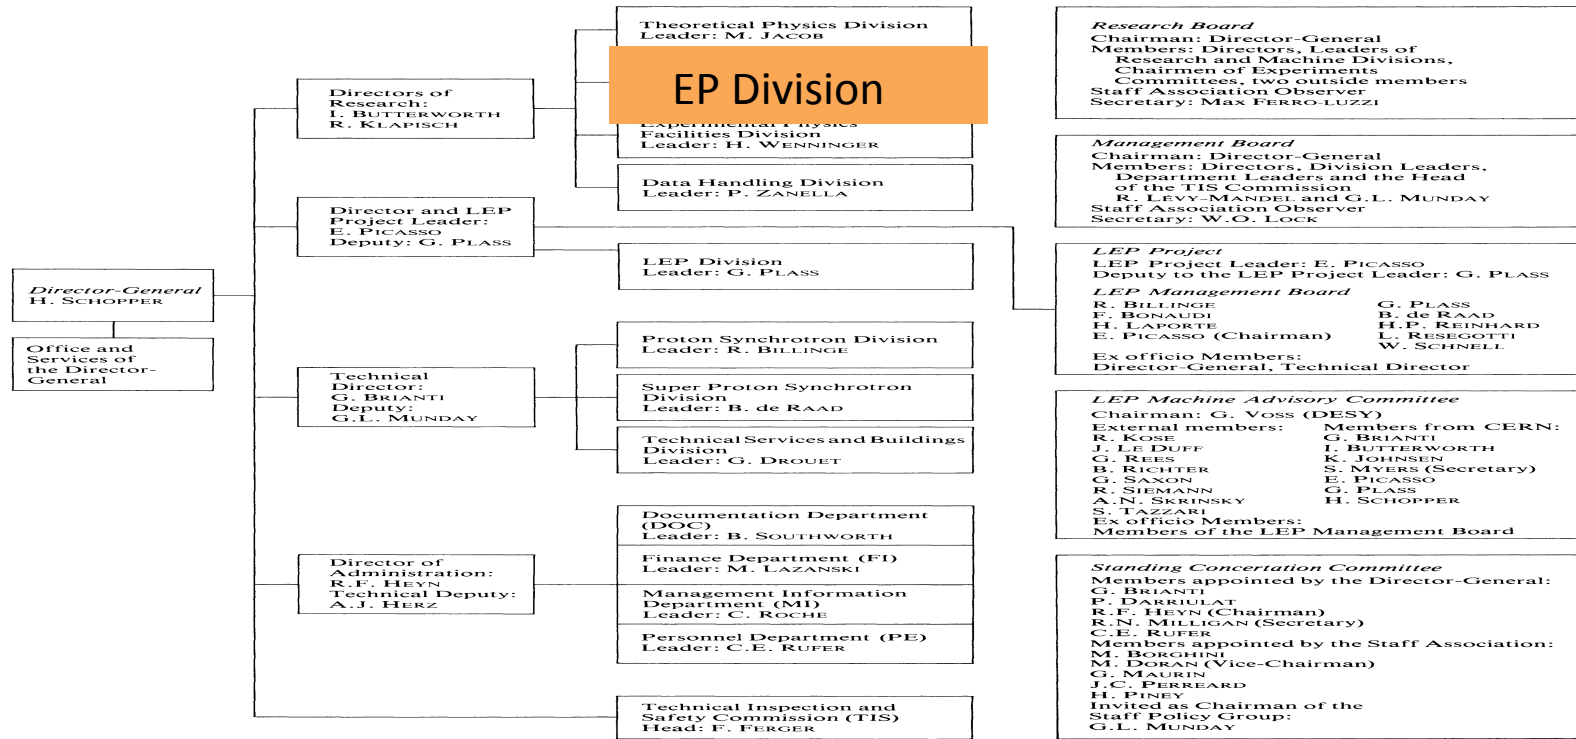 Director-General
H. SCHOPPER
Office and
Services of
the Director-
General
Directors of
Research:
I. BUTTERWORTH
R. KLAPISCH
Director and LEP
Project Leader:
E. PICASSO
Deputy: G. PLASS
Technical
Director:
G. BRIANTI
Deputy:
G.L. MUNDAY
Director of
Administration:
R.F. HEYN
Technical Deputy:
A.J. HERZ
Theoretical Physics Division
Leader: M. JACOB
EP Division
Experimental Physics
Facilities Division
Leader: H. WENNINGER
Data Handling Division
Leader: P. ZANELLA
LEP Division
Leader: G. PLASS
Proton Synchrotron Division
Leader: R. BILLINGE
Super Proton Synchrotron
Division
Leader: B. de RAAD
Technical Services and Buildings
Division
Leader: G. DROUET
Documentation Department
(DOC)
Leader: B. SOUTHWORTH
Finance Department (FI)
Leader: M. LAZANSKI
Management Information
Department (MI)
Leader: C. ROCHE
Personnel Department (PE)
Leader: C.E. RUFER
Technical Inspection and
Safety Commission (TIS)
Head: F. FERGER
Research Board
Chairman: Director-General
Members: Directors, Leaders of
Research and Machine Divisions,
Chairmen of Experiments
Committees, two outside members
Staff Association Observer
Secretary: Max FERRO-LUZZI
Management Board
Chairman: Director-General
Members: Directors, Division Leaders,
Department Leaders and the Head
of the TIS Commission
R. LÉVY-MANDEL and G.L. MUNDAY
Staff Association Observer
Secretary: W.O. LOCK
LEP Project
LEP Project Leader: E. PICASSO
Deputy to the LEP Project Leader: G. PLASS
LEP Management Board
R. BILLINGE G. PLASS
F. BONAUDI B. de RAAD
H. LAPORTE H.P. REINHARD
E. PICASSO (Chairman) L. RESEGOTTI
W. SCHNELL
Ex officio Members:
Director-General, Technical Director
LEP Machine Advisory Committee
Chairman: G. VOSS (DESY)
External members: Members from CERN:
R. KOSE G. BRIANTI
J. LE DUFF I. BUTTERWORTH
G. REES K. JOHNSEN
B. RICHTER S. MYERS (Secretary)
G. SAXON E. PICASSO
R. SIEMANN G. PLASS
A.N. SKRINSKY H. SCHOPPER
S. TAZZARI
Ex officio Members:
Members of the LEP Management Board
Standing Concertation Committee
Members appointed by the Director-General:
G. BRIANTI
P. DARRIULAT
R.F. HEYN (Chairman)
R.N. MILLIGAN (Secretary)
C.E. RUFER
Members appointed by the Staff Association:
M. BORGHINI
M. DORAN (Vice-Chairman)
G. MAURIN
J.C. PERREARD
H. PINEY
Invited as Chairman of the
Staff Policy Group:
G.L. MUNDAY